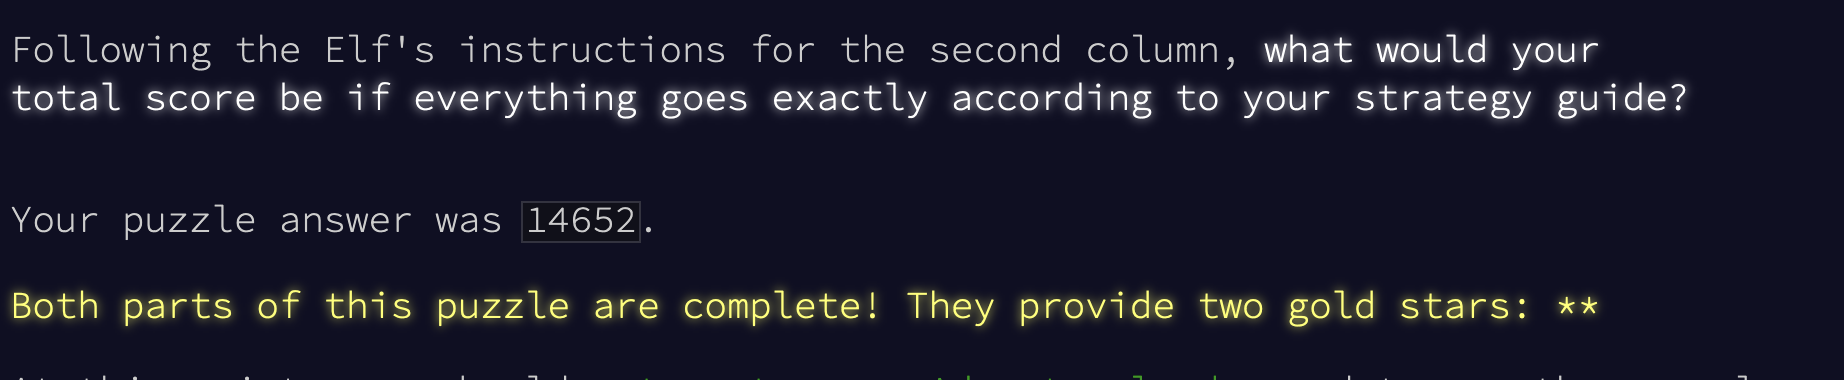 Following the Elf's instructions for the second column, what would your
total score be if everything goes exactly according to your strategy guide?
Your puzzle answer was 14652.
Both parts of this puzzle are complete! They provide two gold stars: **